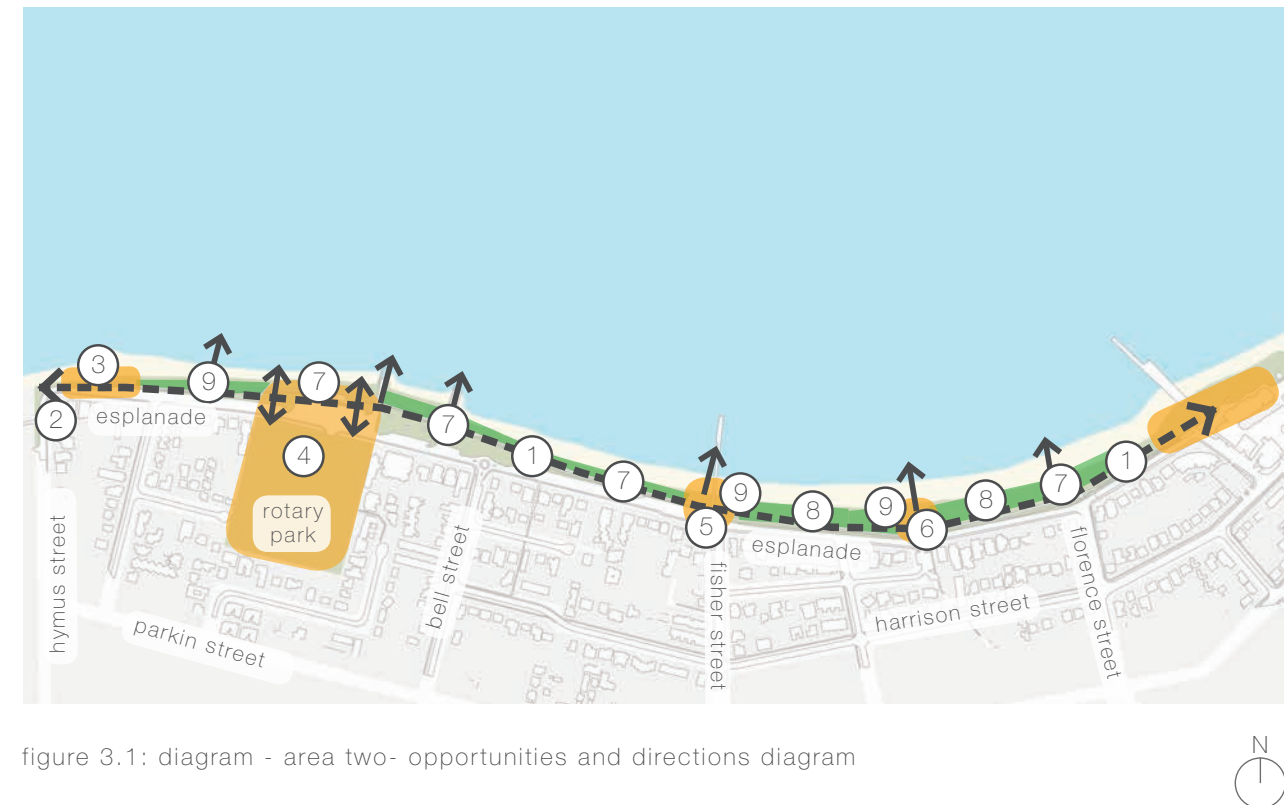 3
9
7
2
esplanade
4
7
rotary
park
1
7
9
5
8
9
6
8
7
1
esplanade
hymus street
parkin street
bell street
fisher street
harrison street
florence street
figure 3.1: diagram - area two- opportunities and directions diagram
N